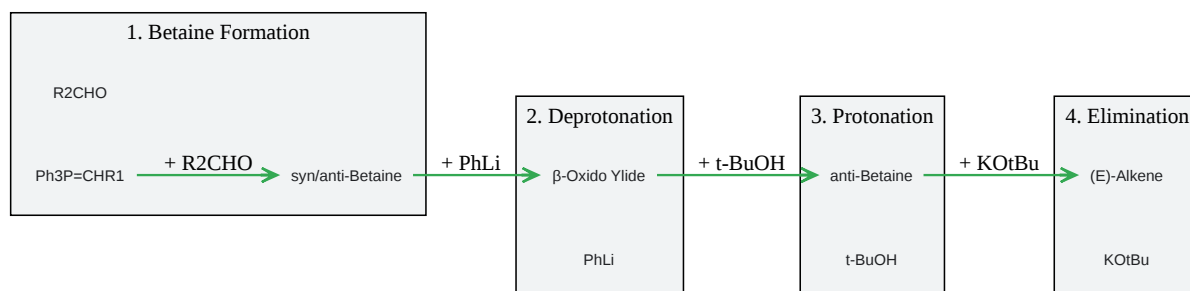 1. Betaine Formation
R2CHO
Ph3P=CHR1
+ R2CHO
syn/anti-Betaine
+ PhLi
2. Deprotonation
β-Oxido Ylide
PhLi
+ t-BuOH
3. Protonation
anti-Betaine
t-BuOH
+ KOtBu
4. Elimination
(E)-Alkene
KOtBu